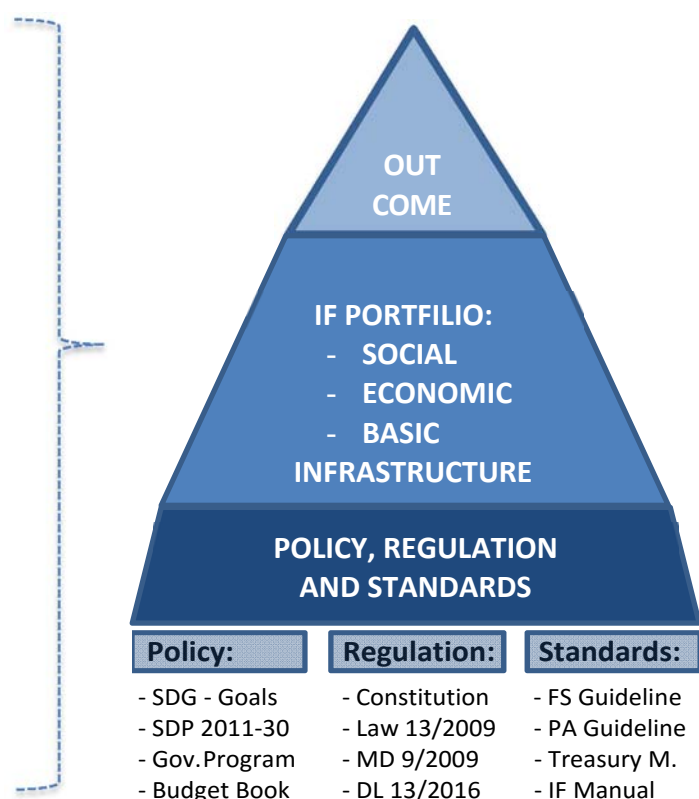 OUT
COME
IF PORTFILIO:
- SOCIAL
- ECONOMIC
- BASIC
INFRASTRUCTURE
POLICY, REGULATION
AND STANDARDS
Policy:
- SDG - Goals
- SDP 2011-30
- Gov.Program
- Budget Book
Regulation:
- Constitution
- Law 13/2009
- MD 9/2009
- DL 13/2016
Standards:
- FS Guideline
- PA Guideline
- Treasury M.
- IF Manual